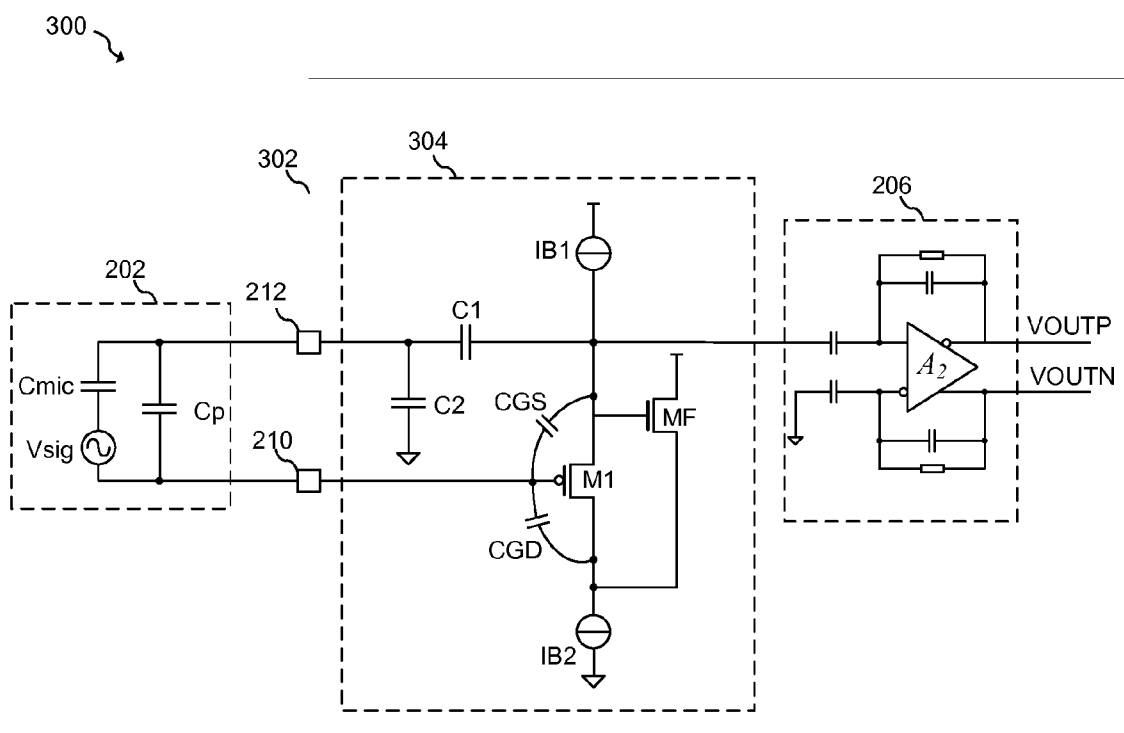 300
302
304
206
202
212
210
IB1
C1
C2
Cmic
Cp
Vsig
CGS
MF
M1
CGD
IB2
A2
VOUTP
VOUTN